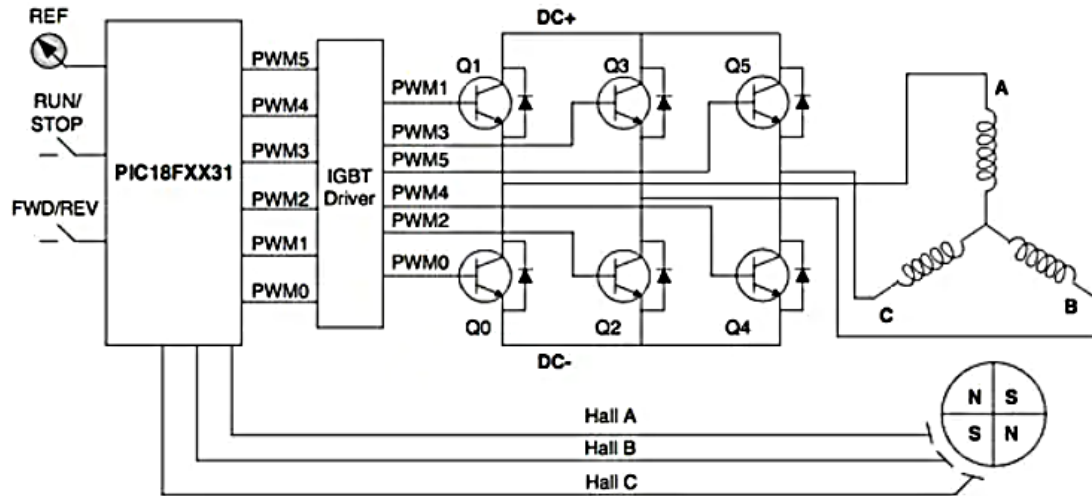 REF
RUN/
STOP
FWD/REV
PIC18FXX31
PWM5
PWM4
PWM3
PWM2
PWM1
PWM0
IGBT
Driver
PWM1
PWM3
PWM5
PWM4
PWM2
PWM0
DC+
Q1
Q3
Q5
Q0
Q2
Q4
DC-
A
C
B
Hall A
Hall B
Hall C
N S
S N